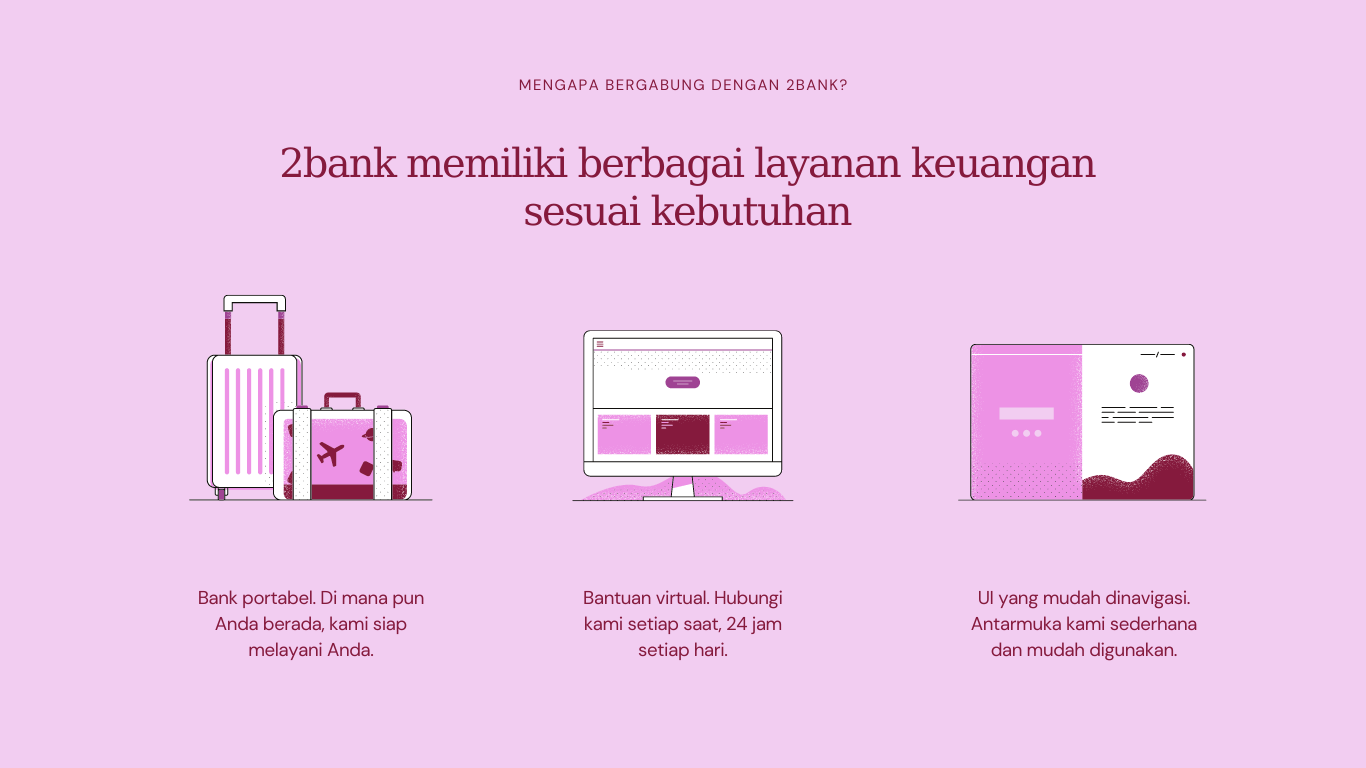 MENGAPA BERGABUNG DENGAN 2BANK?
2bank memiliki berbagai layanan keuangan
sesuai kebutuhan
Bank portabel. Di mana pun
Anda berada, kami siap
melayani Anda.
Bantuan virtual. Hubungi
kami setiap saat, 24 jam
setiap hari.
UI yang mudah dinavigasi.
Antarmuka kami sederhana
dan mudah digunakan.